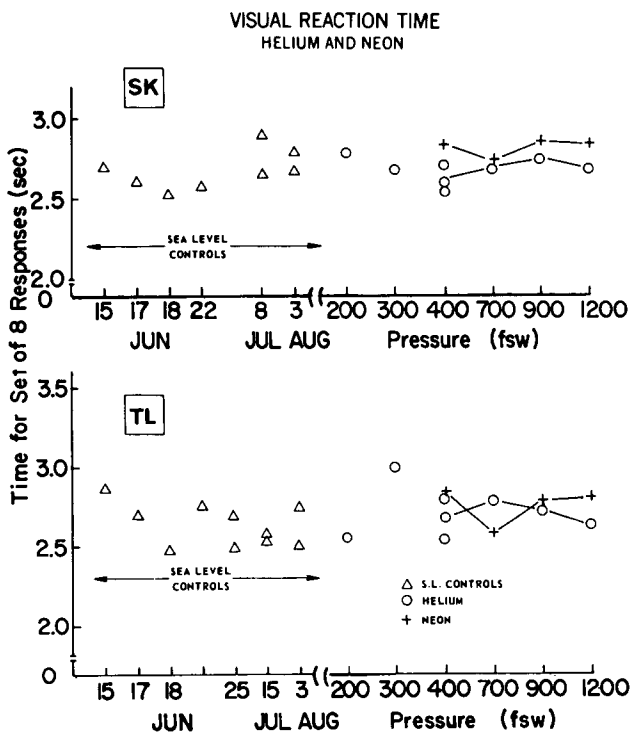 VISUAL REACTION TIME
HELIUM AND NEON
Time for Set of 8 Responses (sec)
SK
3.0
2.5
2.0
0
SEA LEVEL
CONTROLS
15 17 18 22 8 3 200 300 400 700 900 1200
JUN JUL AUG Pressure (fsw)
TL
3.5
3.0
2.5
2.0
0
SEA LEVEL
CONTROLS
△ S.L. CONTROLS
○ HELIUM
+ NEON
15 17 18 25 15 3 200 300 400 700 900 1200
JUN JUL AUG Pressure (fsw)